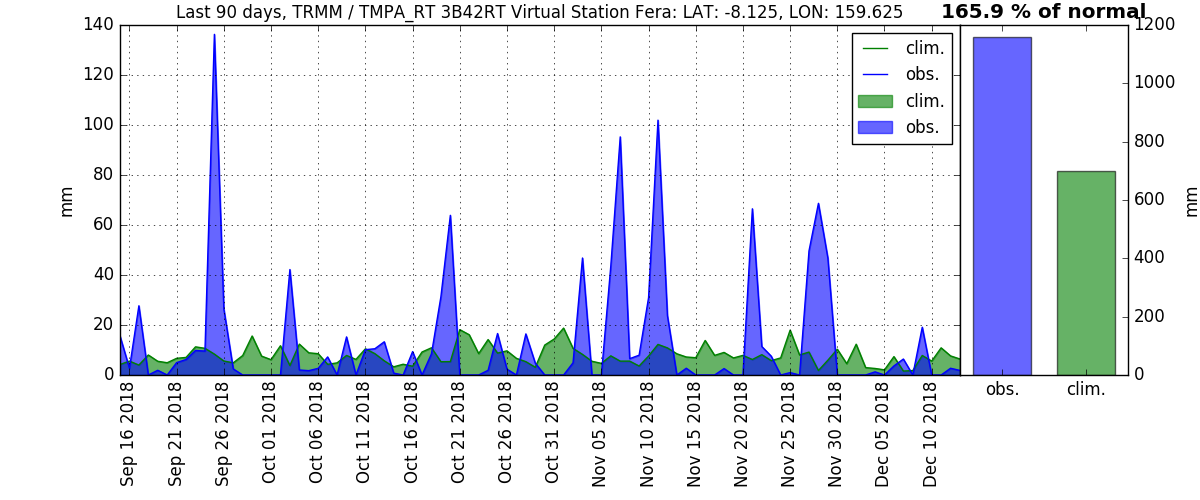 Last 90 days, TRMM / TMPA_RT 3B42RT Virtual Station Fera: LAT: -8.125, LON: 159.625
165.9 % of normal
140
120
100
80
60
40
20
0
mm
clim.
obs.
clim.
obs.
1200
1000
800
600
400
200
0
mm
obs.
clim.
Sep 16 2018
Sep 21 2018
Sep 26 2018
Oct 01 2018
Oct 06 2018
Oct 11 2018
Oct 16 2018
Oct 21 2018
Oct 26 2018
Oct 31 2018
Nov 05 2018
Nov 10 2018
Nov 15 2018
Nov 20 2018
Nov 25 2018
Nov 30 2018
Dec 05 2018
Dec 10 2018